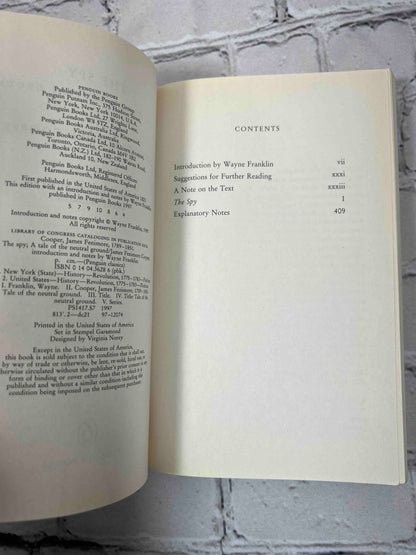 PENGUIN BOOKS
Published by the Penguin Group
Penguin Putnam Inc., 375 Hudson Street,
New York, New York 10014, U.S.A.
Penguin Books Ltd, 27 Wrights Lane,
London W8 5TZ, England
Penguin Books Australia Ltd, Ringwood,
Victoria, Australia
Penguin Books Canada Ltd, 10 Alcorn Avenue,
Toronto, Ontario, Canada M4V 3B2
Penguin Books (N.Z.) Ltd, 182–190 Wairau Road,
Auckland 10, New Zealand
Penguin Books Ltd, Registered Offices:
Harmondsworth, Middlesex, England
First published in the United States of America
This edition with an introduction and notes by Wayne Franklin
published in Penguin Books 1997
5 7 9 10 8 6 4
Introduction and notes copyright © Wayne Franklin, 1997
All rights reserved
LIBRARY OF CONGRESS CATALOGING IN PUBLICATION DATA
Cooper, James Fenimore, 1789–1851.
The spy; A tale of the neutral ground/James Fenimore Cooper;
introduction and notes by Wayne Franklin.
p. cm.—(Penguin classics)
ISBN 0 14 04.3628 6 (pbk.)
New York (State)—History—Revolution, 1775–1783—Fiction.
2. United States—History—Revolution, 1775–1783—Fiction.
I. Franklin, Wayne. II. Cooper, James Fenimore, 1789–1851.
Tale of the neutral ground. III. Title. IV. Title: Tale of the
neutral ground. V. Series.
PS1417.S7 1997
813'.2—dc21 97–12074
Printed in the United States of America
Set in Stempel Garamond
Designed by Virginia Norey
Except in the United States of America,
this book is sold subject to the condition that it shall not,
by way of trade or otherwise, be lent, re-sold, hired out, or
otherwise circulated without the publisher's prior consent in any
form of binding or cover other than that in which it is
published and without a similar condition including this
condition being imposed on the subsequent purchaser.
CONTENTS
Introduction by Wayne Franklin vii
Suggestions for Further Reading xxxi
A Note on the Text xxxiii
The Spy 1
Explanatory Notes 409